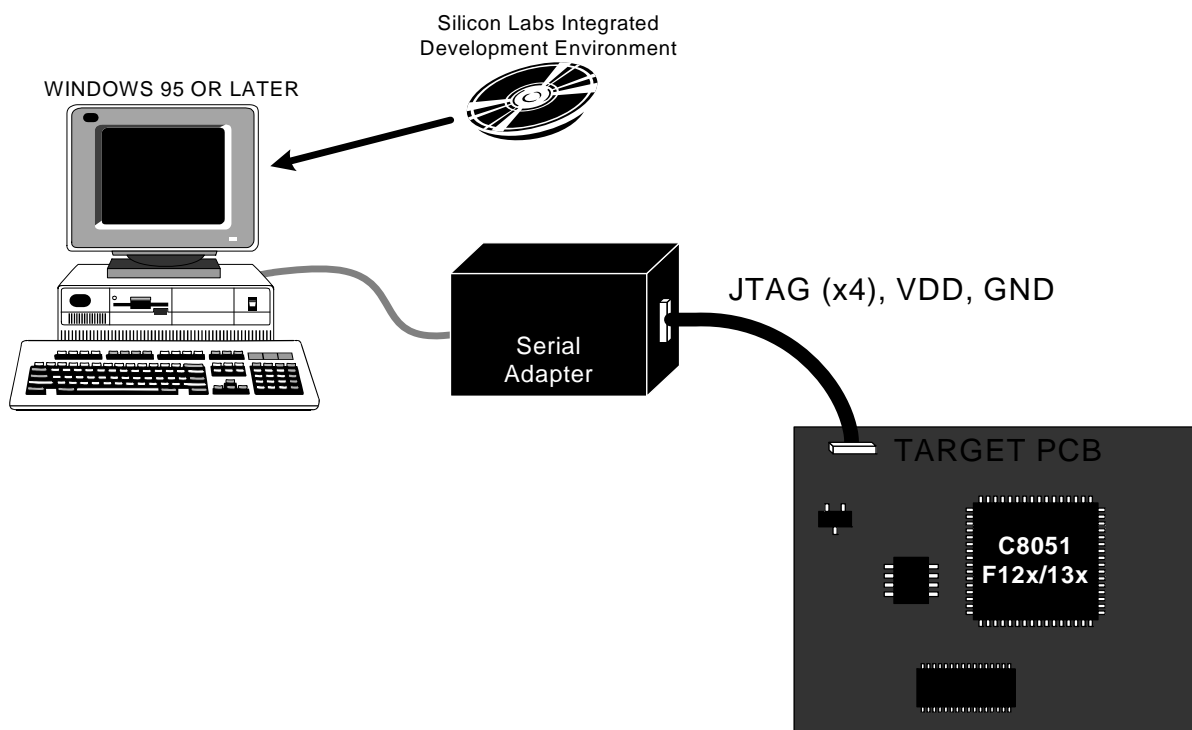 Silicon Labs Integrated
Development Environment
WINDOWS 95 OR LATER
JTAG (x4), VDD, GND
Serial
Adapter
TARGET PCB
C8051
F12x/13x